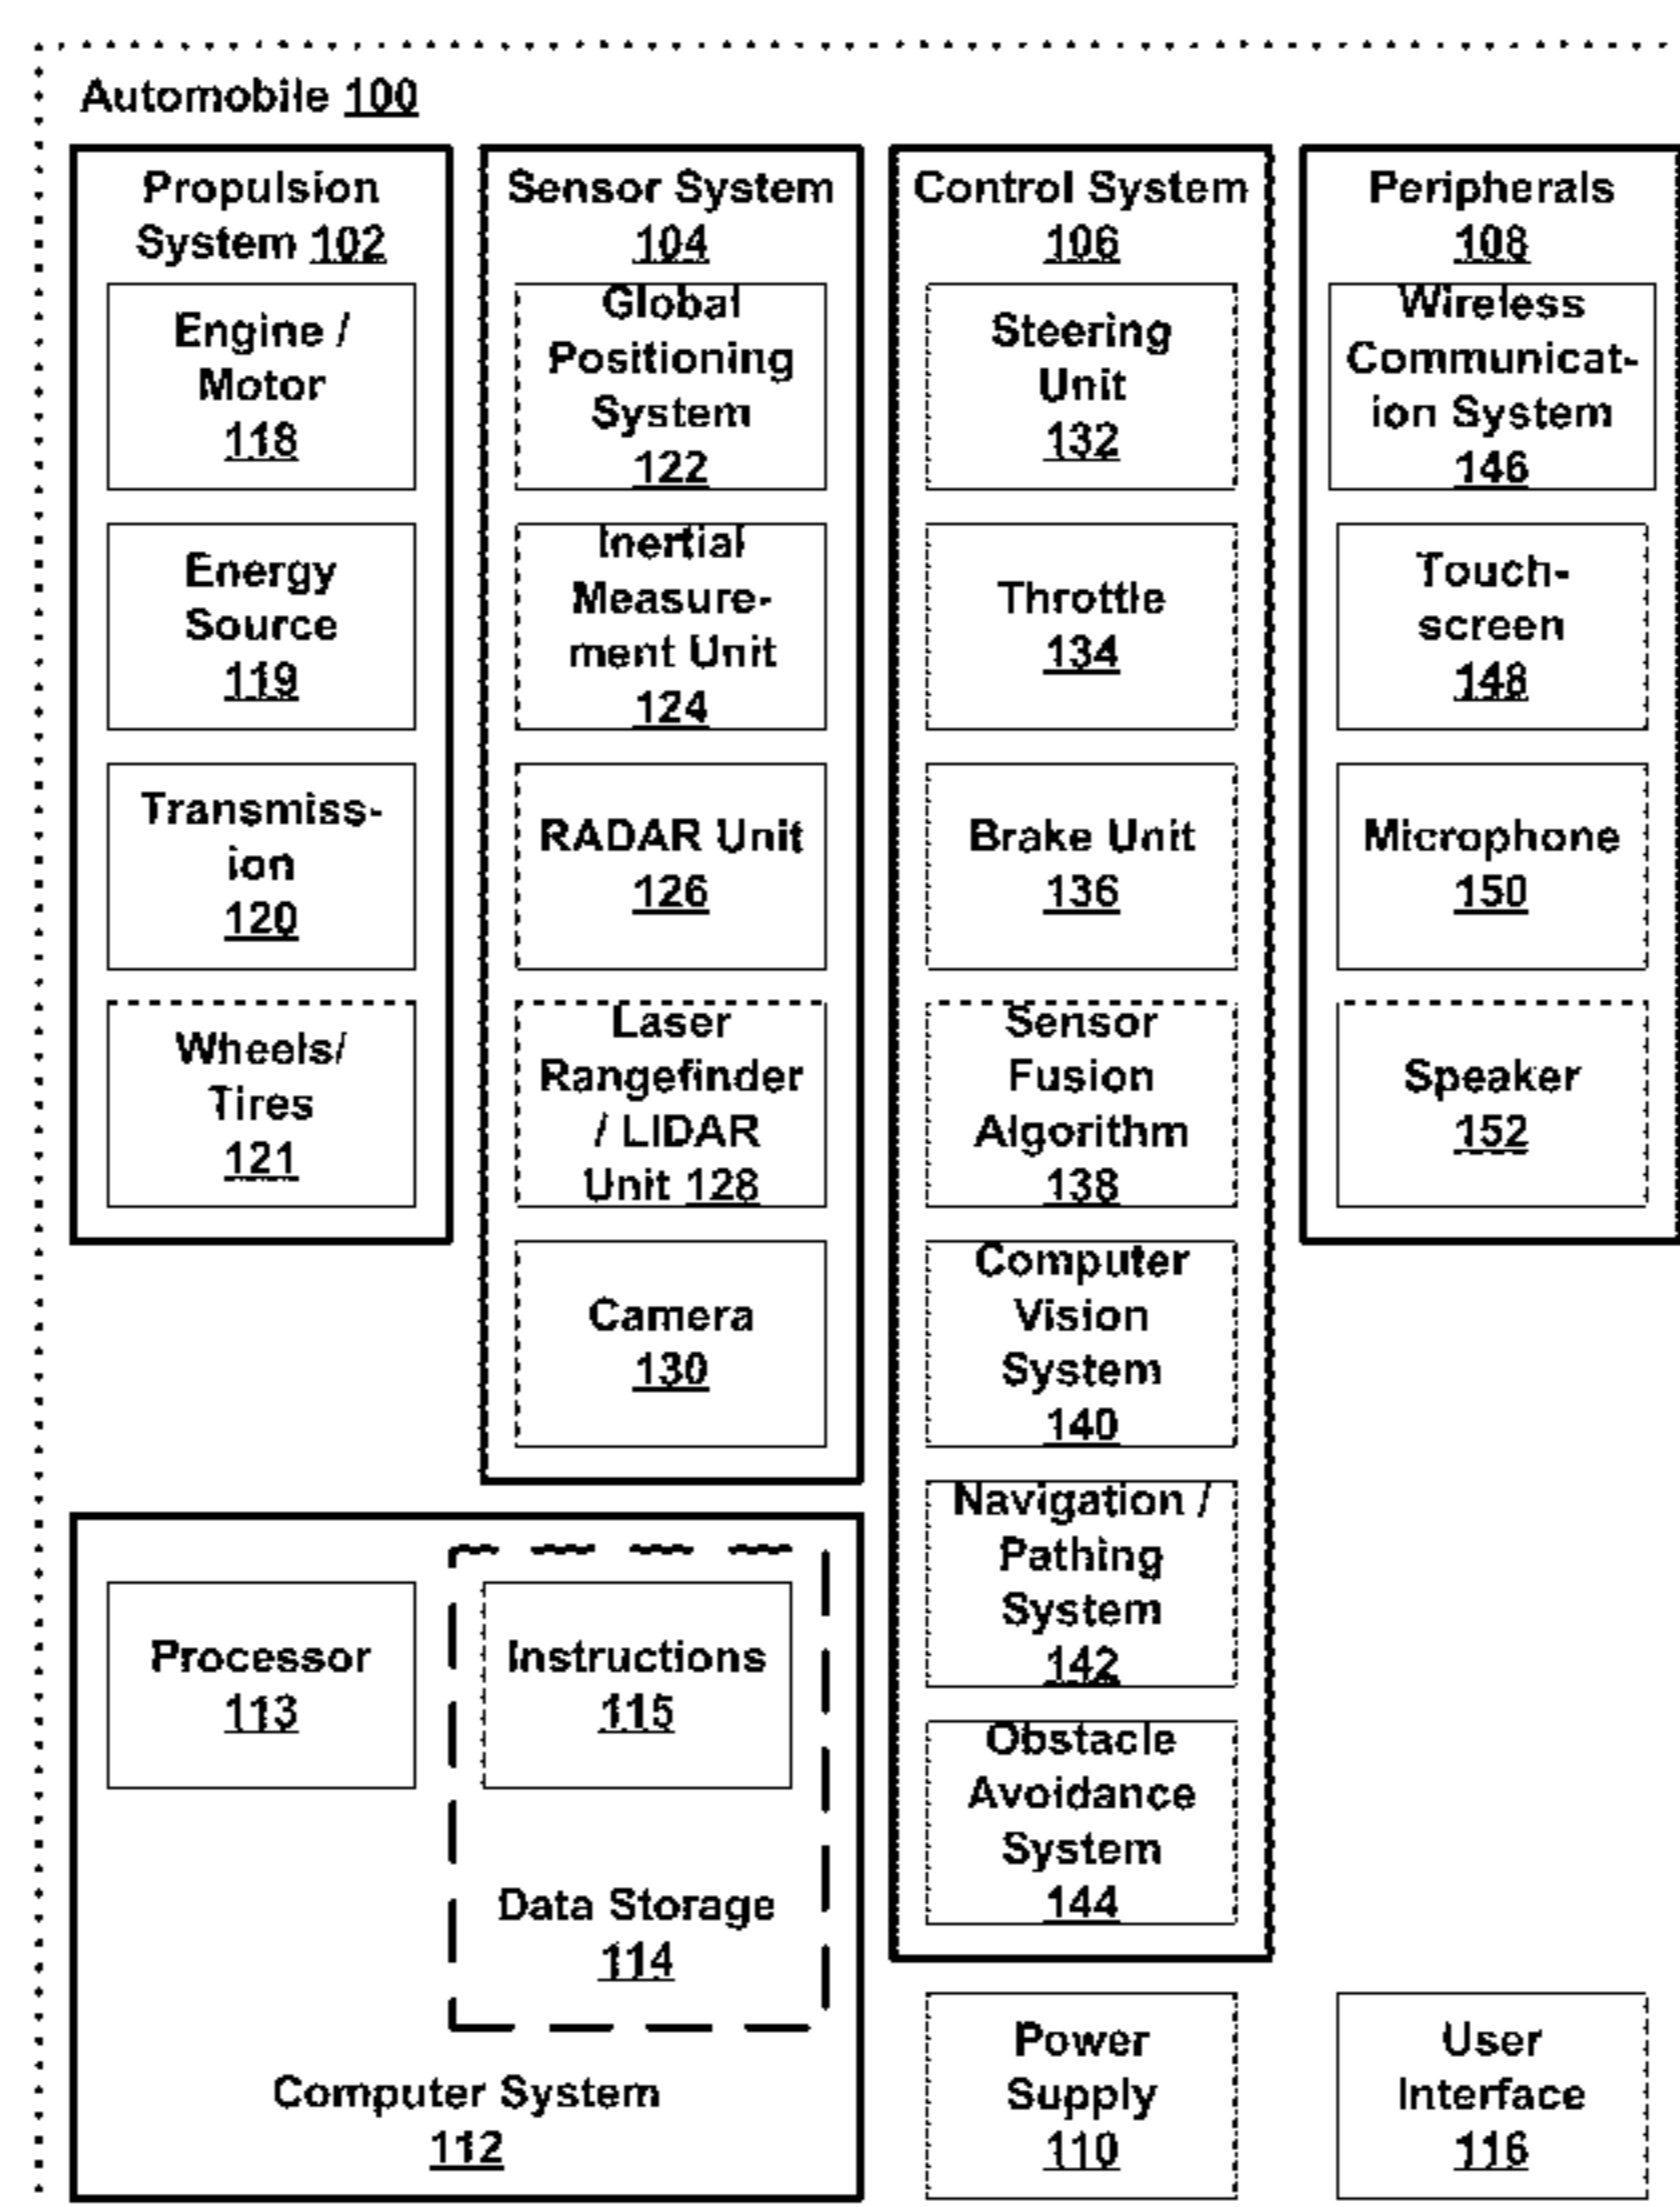 Automobile 100
Propulsion
System 102
Engine /
Motor
118
Energy
Source
119
Transmiss-
ion
120
Wheels/
Tires
121
Sensor System
104
Global
Positioning
System
122
Inertial
Measure-
ment Unit
124
RADAR Unit
126
Laser
Rangefinder
/ LIDAR
Unit 128
Camera
130
Control System
106
Steering
Unit
132
Throttle
134
Brake Unit
136
Sensor
Fusion
Algorithm
138
Computer
Vision
System
140
Navigation /
Pathing
System
142
Obstacle
Avoidance
System
144
Peripherals
108
Wireless
Communicat-
ion System
146
Touch-
screen
148
Microphone
150
Speaker
152
Processor
113
Instructions
115
Data Storage
114
Computer System
112
Power
Supply
110
User
Interface
116